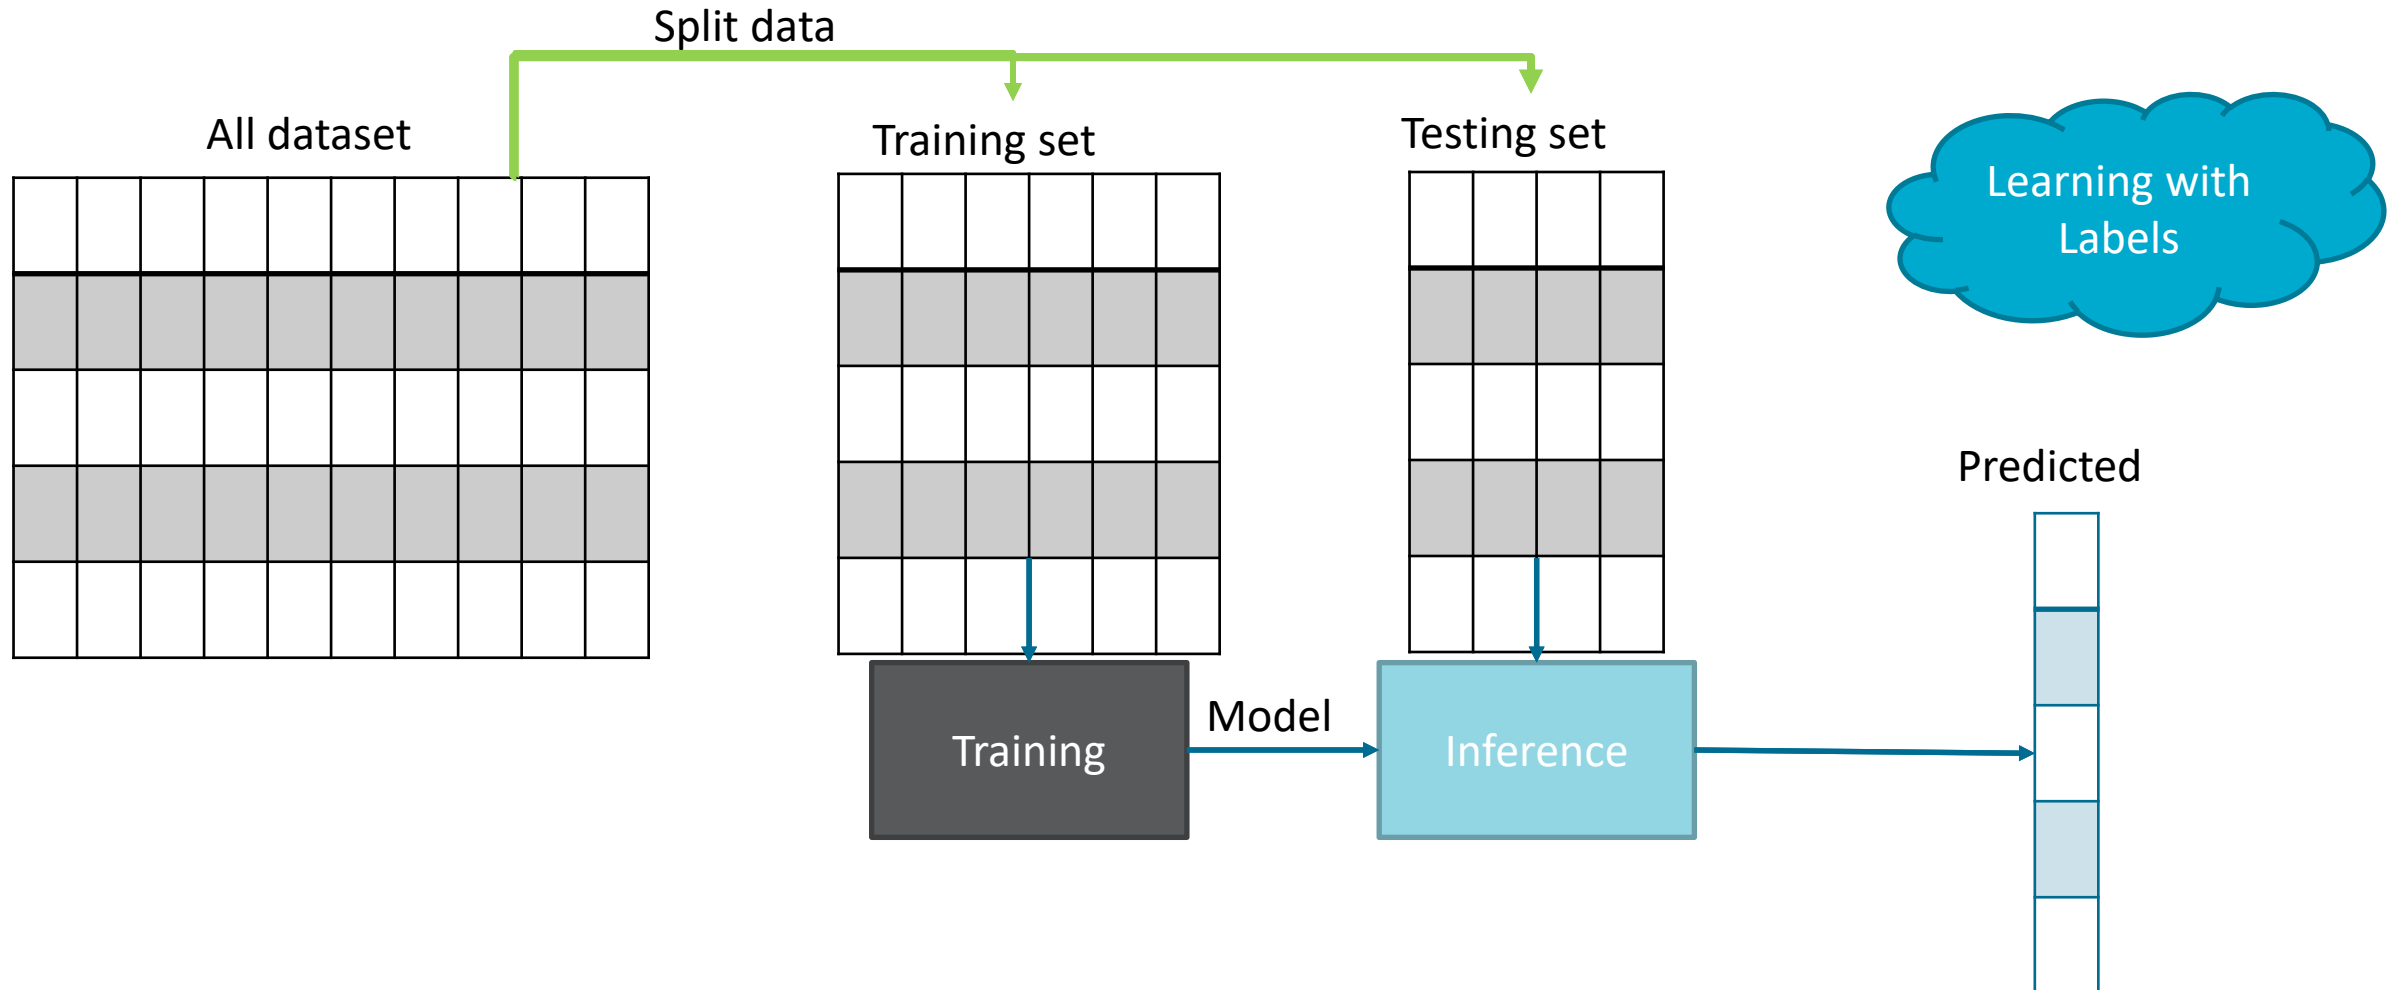 Split data
All dataset
Training set
Testing set
Learning with
Labels
Predicted
Training
Model
Inference